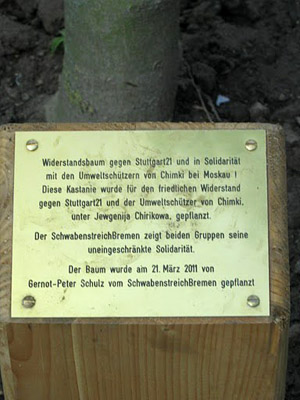 Widerstandsbaum gegen Stuttgart21 und in Solidarität
mit den Umweltschützern von Chimki bei Moskau !
Diese Kastanie wurde für den friedlichen Widerstand
gegen Stuttgart21 und der Umweltschützer von Chimki,
unter Jewgenija Chirikowa, gepflanzt.
Der SchwabenstreichBremen zeigt beiden Gruppen seine
uneingeschränkte Solidarität.
Der Baum wurde am 21. März 2011 von
Gernot-Peter Schulz vom SchwabenstreichBremen gepflanzt